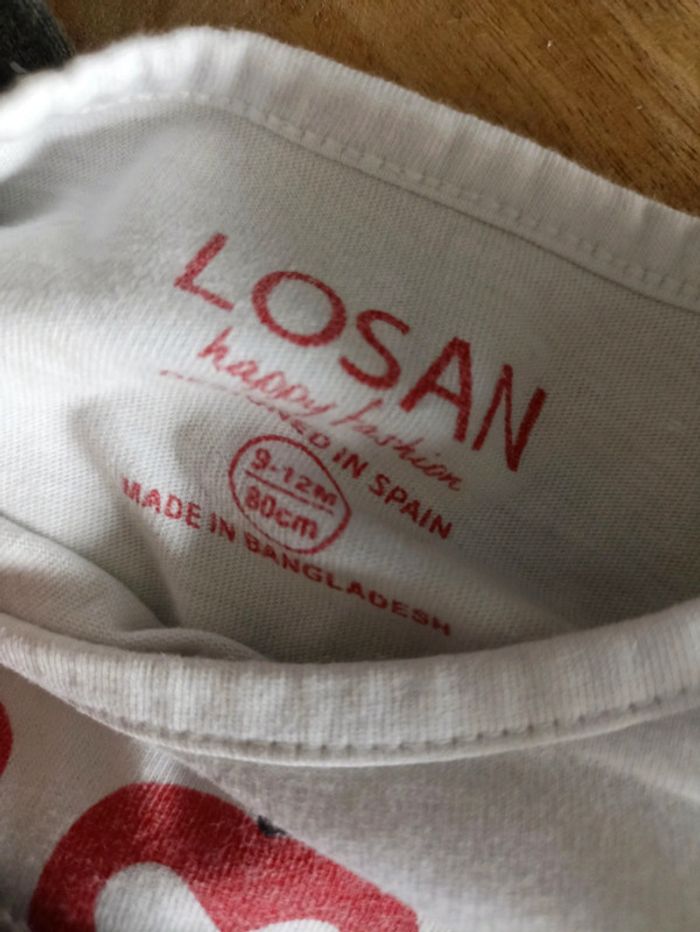 LOSAN
happy fashion
IN SPAIN
9-12M
80cm
MADE IN BANGLADESH